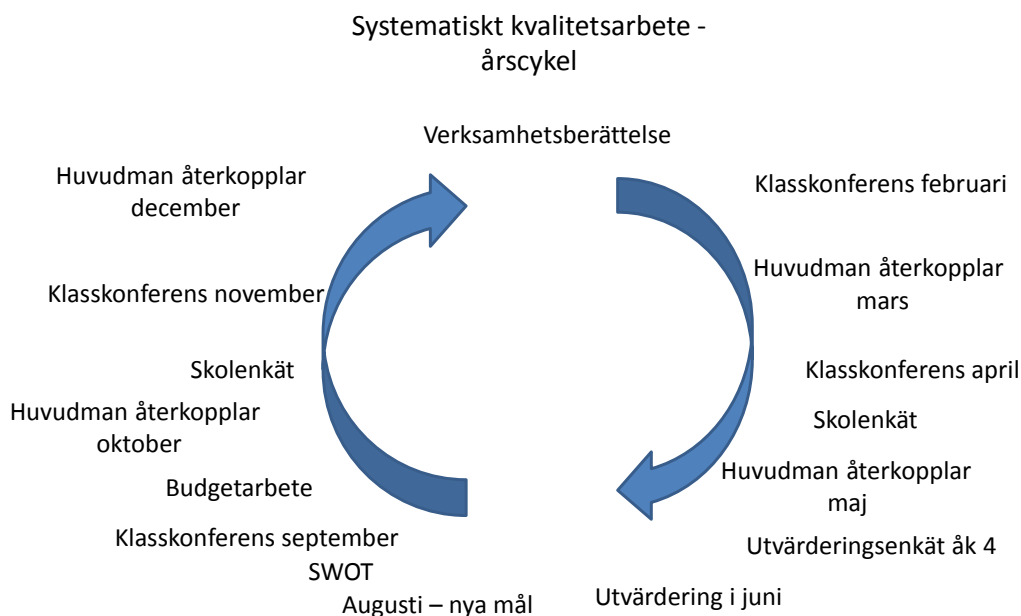 Systematiskt kvalitetsarbete -
årscykel
Verksamhetsberättelse
Klasskonferens februari
Huvudman återkopplar
mars
Klasskonferens april
Skolenkät
Huvudman återkopplar
maj
Utvärderingsenkät åk 4
Utvärdering i juni
Augusti – nya mål
SWOT
Klasskonferens september
Budgetarbete
Huvudman återkopplar
oktober
Skolenkät
Klasskonferens november
Huvudman återkopplar
december